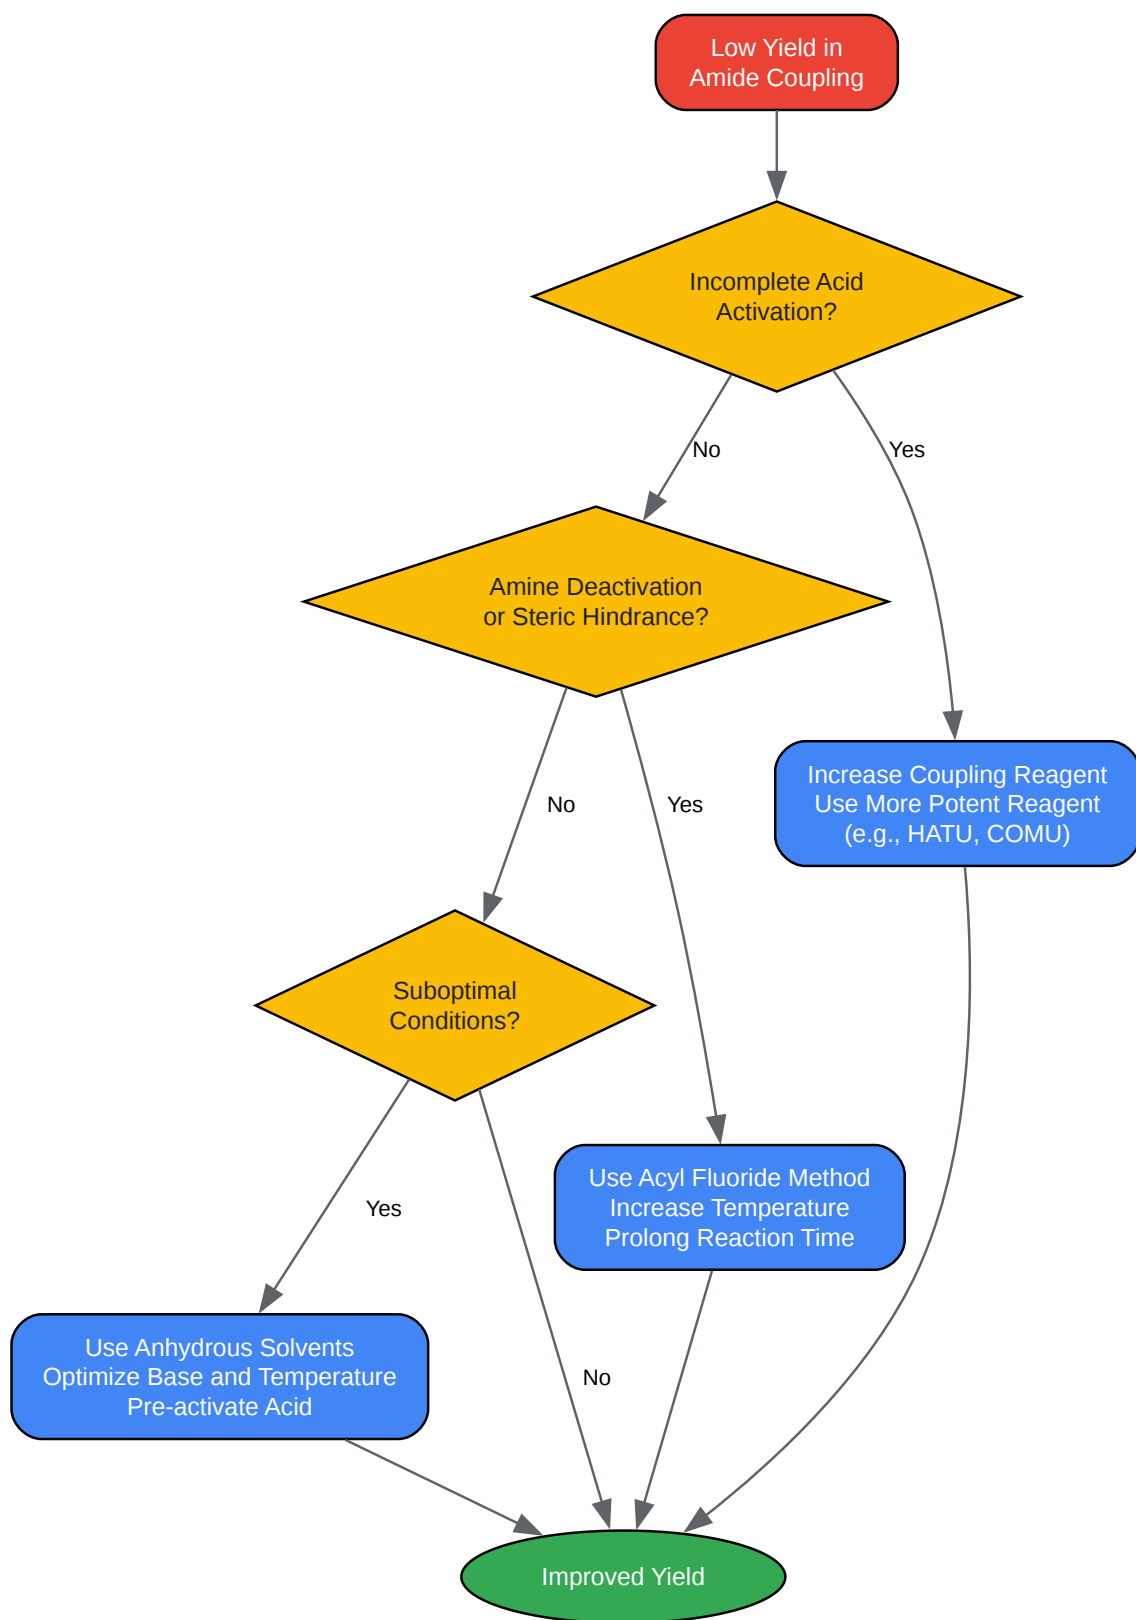 Low Yield in
Amide Coupling
Incomplete Acid
Activation?
No
Yes
Amine Deactivation
or Steric Hindrance?
No
Yes
Increase Coupling Reagent
Use More Potent Reagent
(e.g., HATU, COMU)
Suboptimal
Conditions?
Yes
Use Acyl Fluoride Method
Increase Temperature
Prolong Reaction Time
No
Use Anhydrous Solvents
Optimize Base and Temperature
Pre-activate Acid
Improved Yield